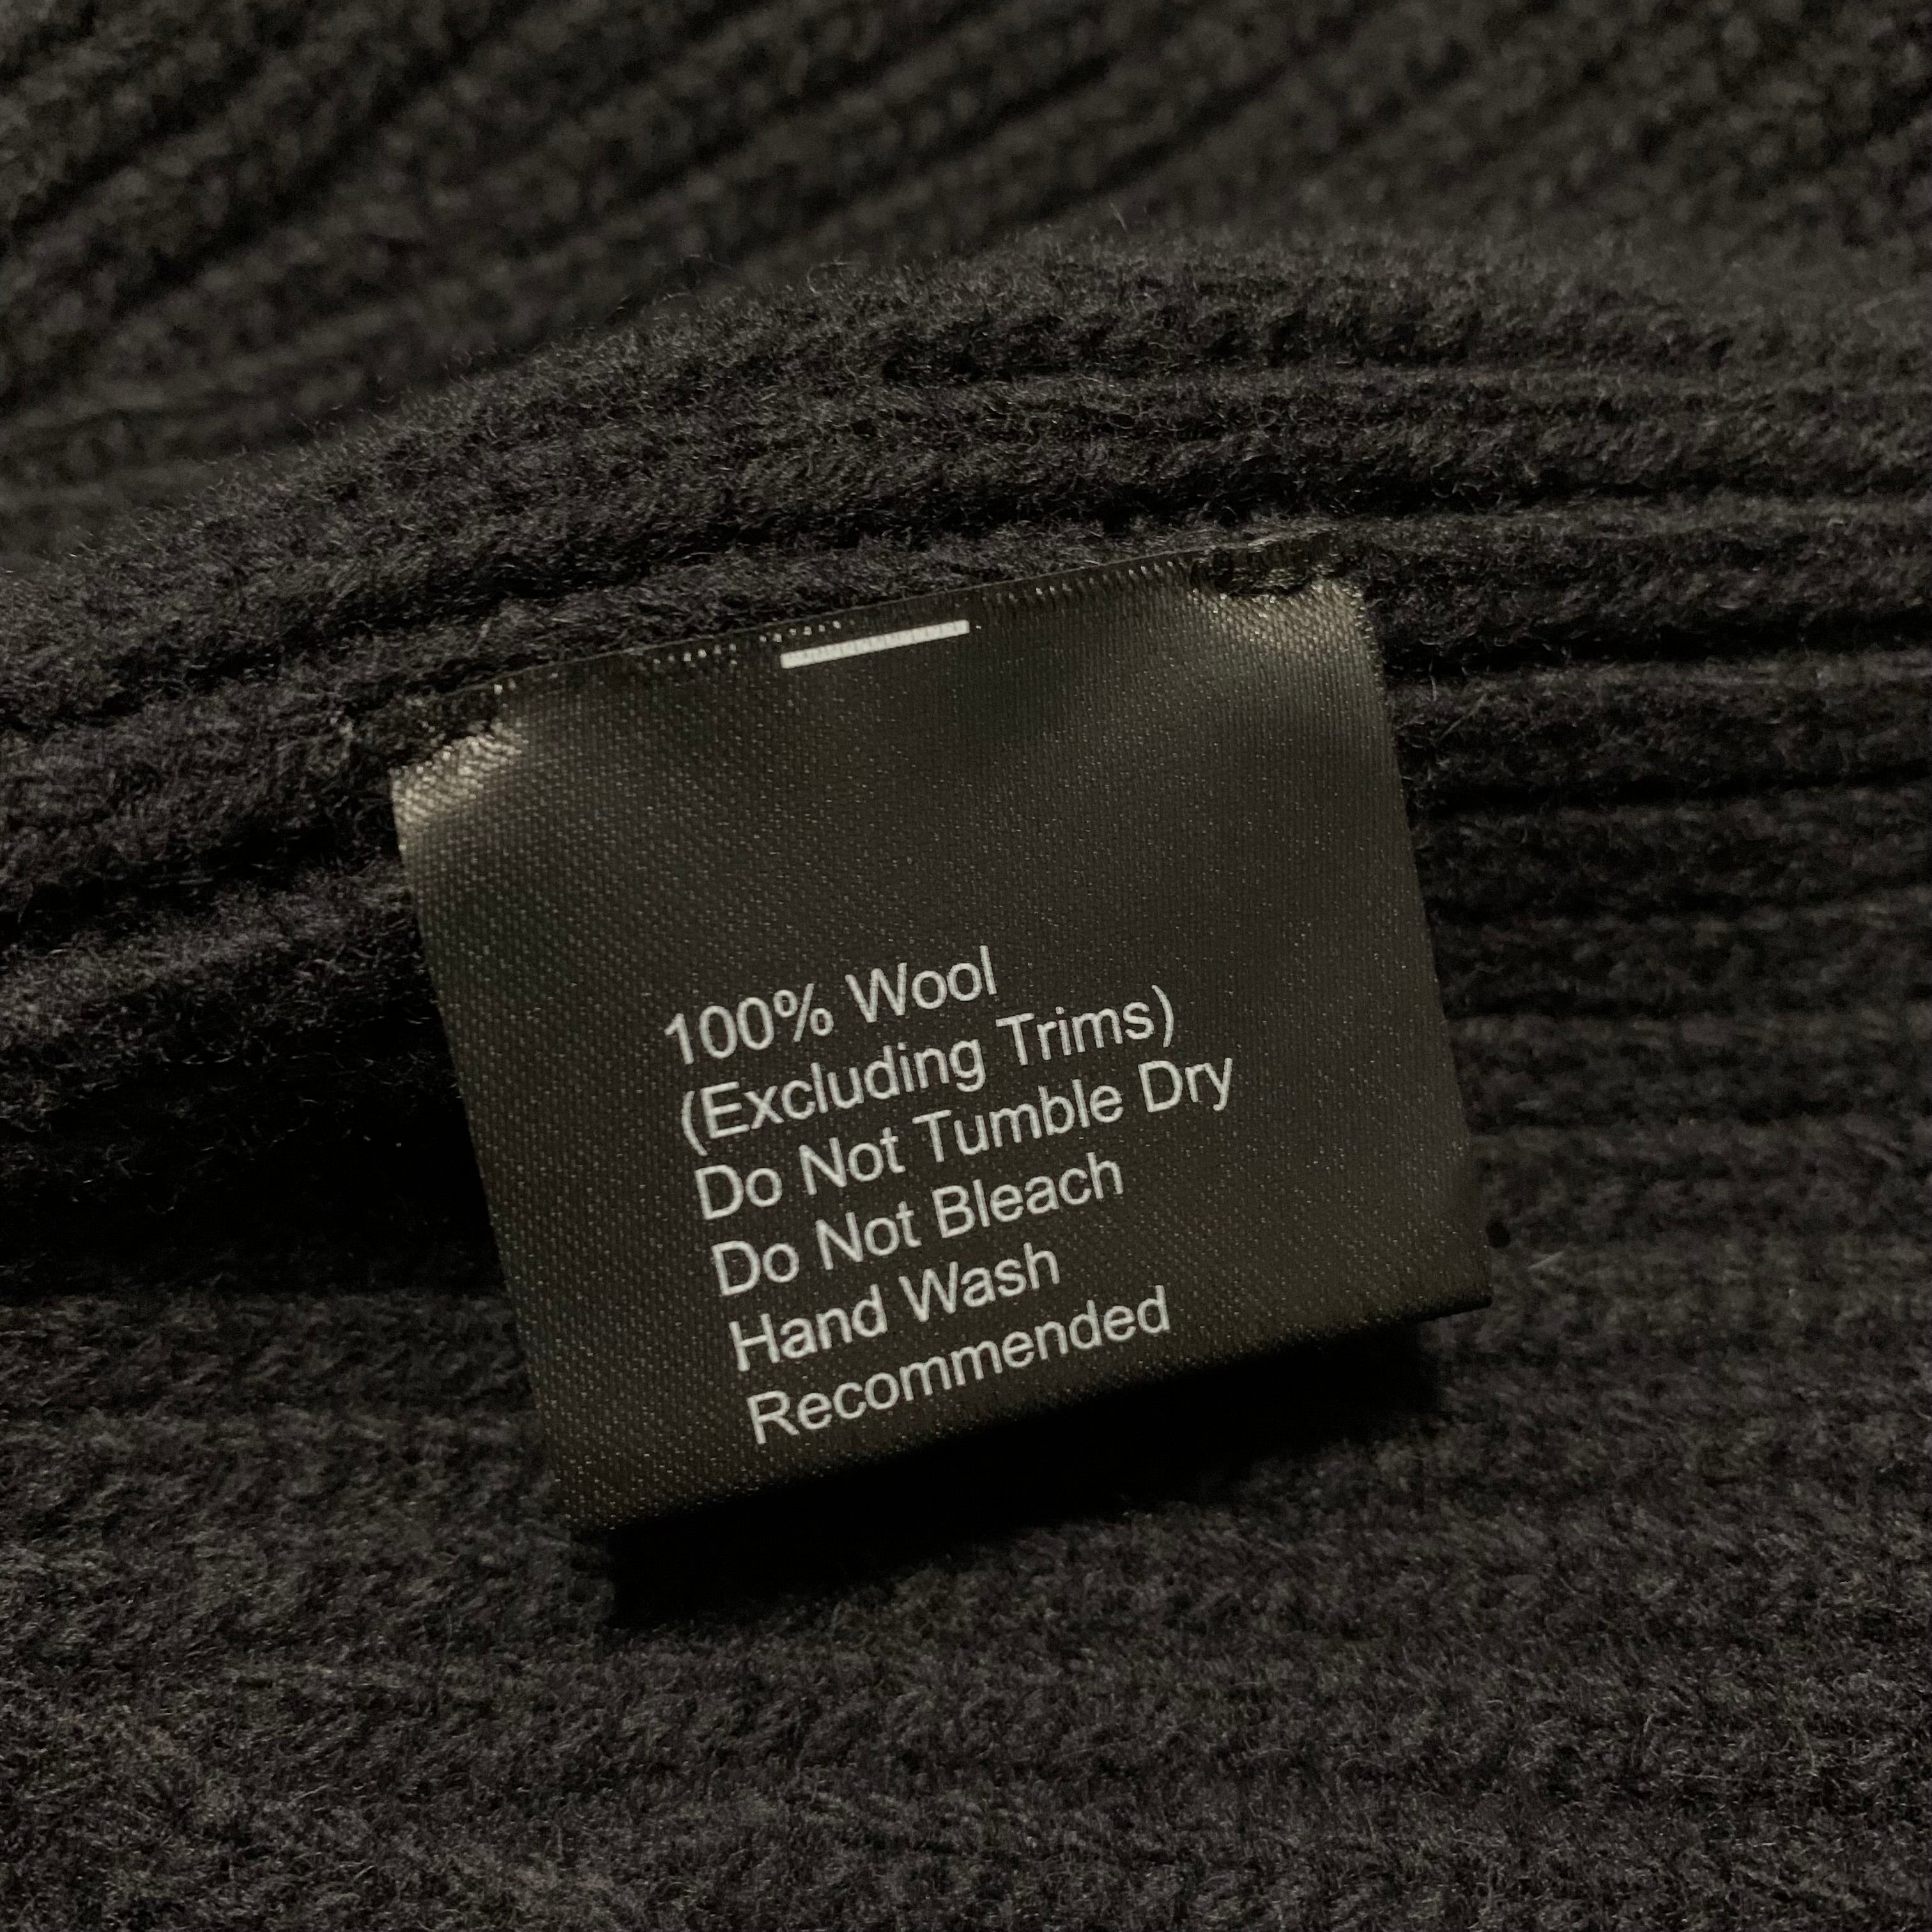 100% Wool
(Excluding Trims)
Do Not Tumble Dry
Do Not Bleach
Hand Wash
Recommended